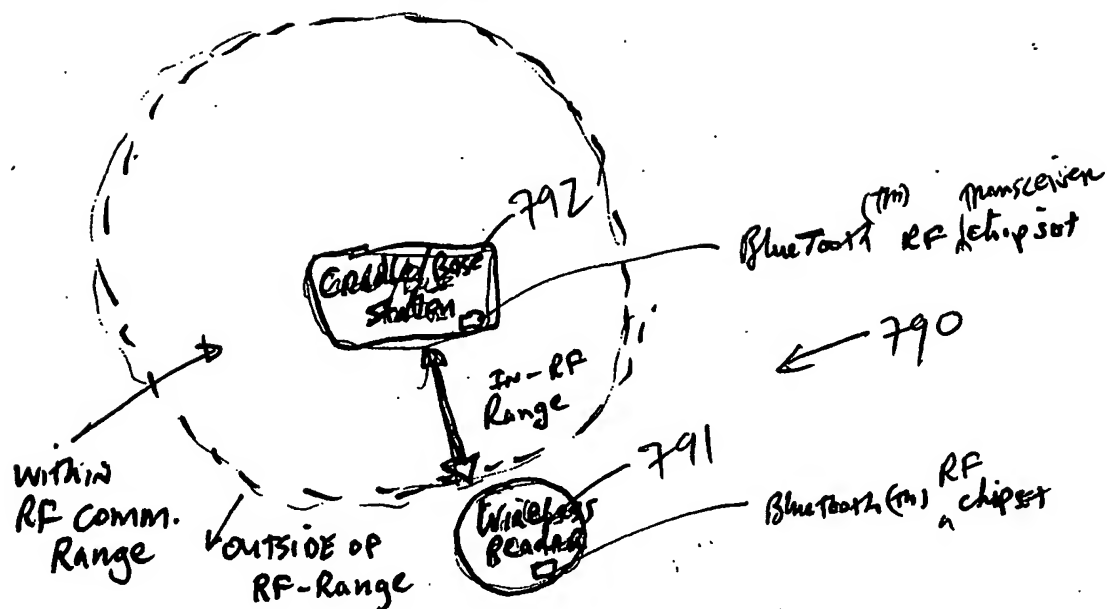 792
BlueTooth (TM) RF Transceiver chipset
Cradle/Base
Station
790
In-RF
Range
791
Within
RF Comm.
Range
Outside of
RF-Range
Wireless
Reader
BlueTooth (TM) RF chipset